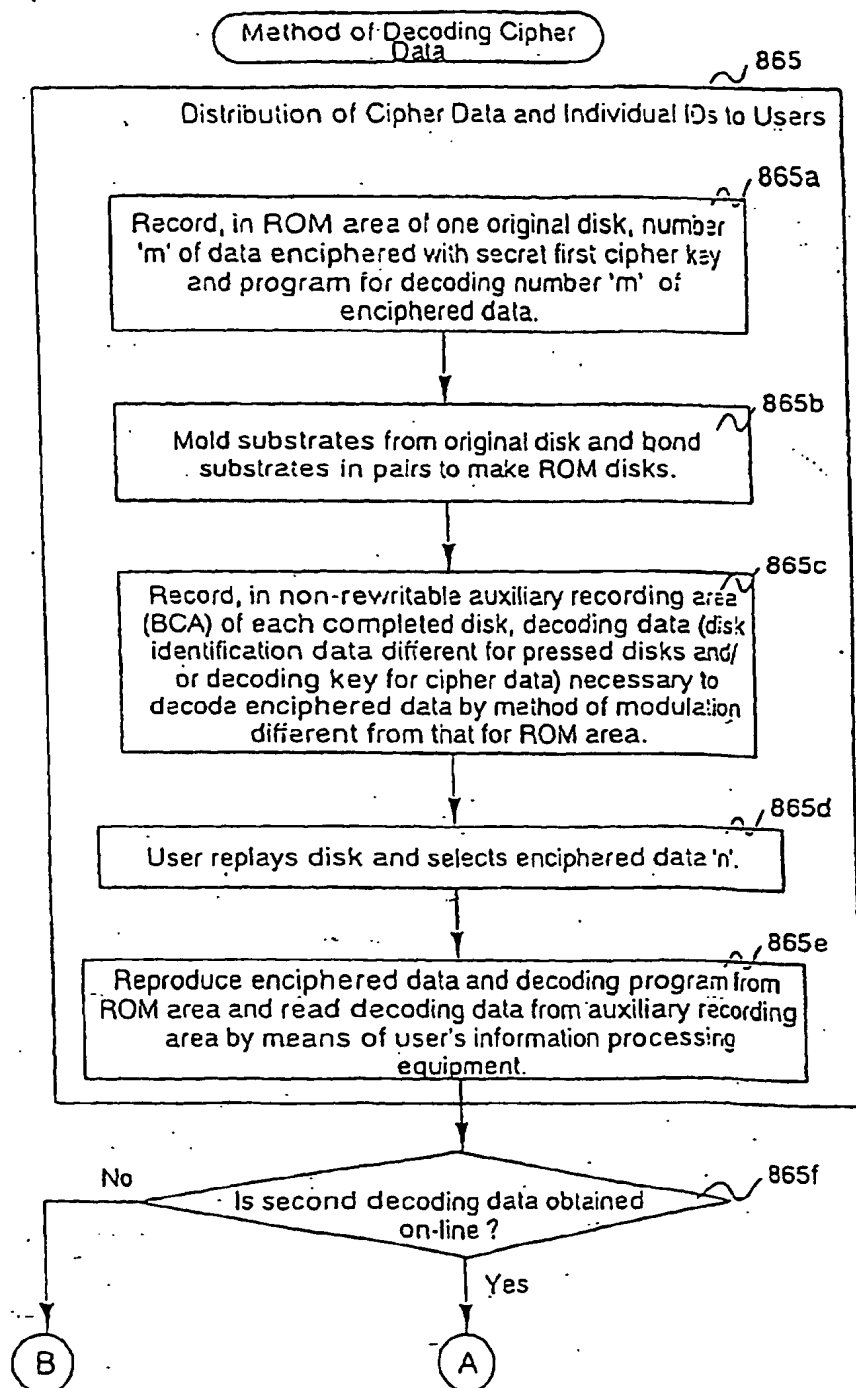 Method of Decoding Cipher
Data
865
Distribution of Cipher Data and Individual IDs to Users
865a
Record, in ROM area of one original disk, number
'm' of data enciphered with secret first cipher key
and program for decoding number 'm' of
enciphered data.
865b
Mold substrates from original disk and bond
substrates in pairs to make ROM disks.
865c
Record, in non-rewritable auxiliary recording area
(BCA) of each completed disk, decoding data (disk
identification data different for pressed disks and/
or decoding key for cipher data) necessary to
decode enciphered data by method of modulation
different from that for ROM area.
865d
User replays disk and selects enciphered data 'n'.
865e
Reproduce enciphered data and decoding program from
ROM area and read decoding data from auxiliary recording
area by means of user's information processing
equipment.
865f
No
Is second decoding data obtained
on-line ?
Yes
B
A